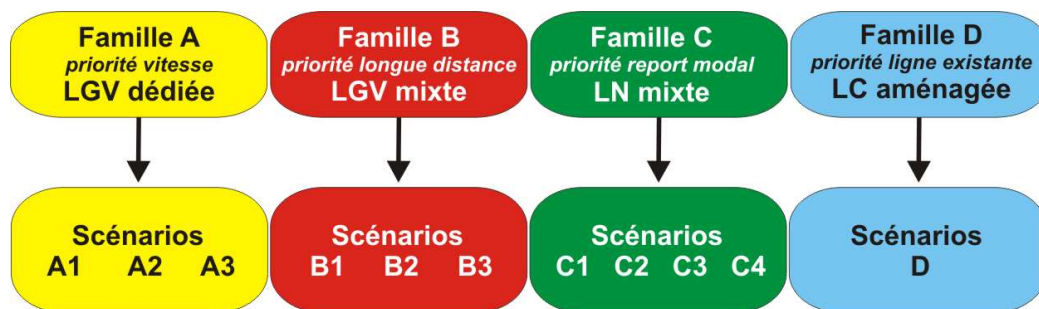 Famille A
priorité vitesse
LGV dédiée
Famille B
priorité longue distance
LGV mixte
Famille C
priorité report modal
LN mixte
Famille D
priorité ligne existante
LC aménagée
Scénarios
A1 A2 A3
Scénarios
B1 B2 B3
Scénarios
C1 C2 C3 C4
Scénarios
D